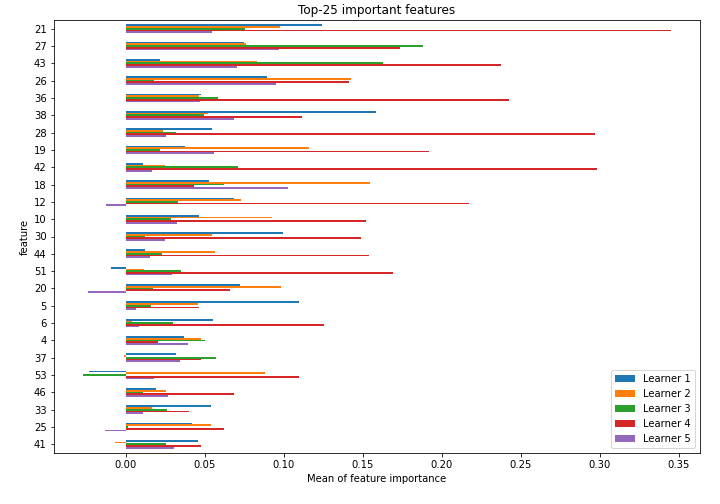 Top-25 important features
21
27
43
26
36
38
28
19
42
18
12
10
30
44
51
20
5
6
4
37
53
46
33
25
41
feature
0.00 0.05 0.10 0.15 0.20 0.25 0.30 0.35
Mean of feature importance
Learner 1
Learner 2
Learner 3
Learner 4
Learner 5